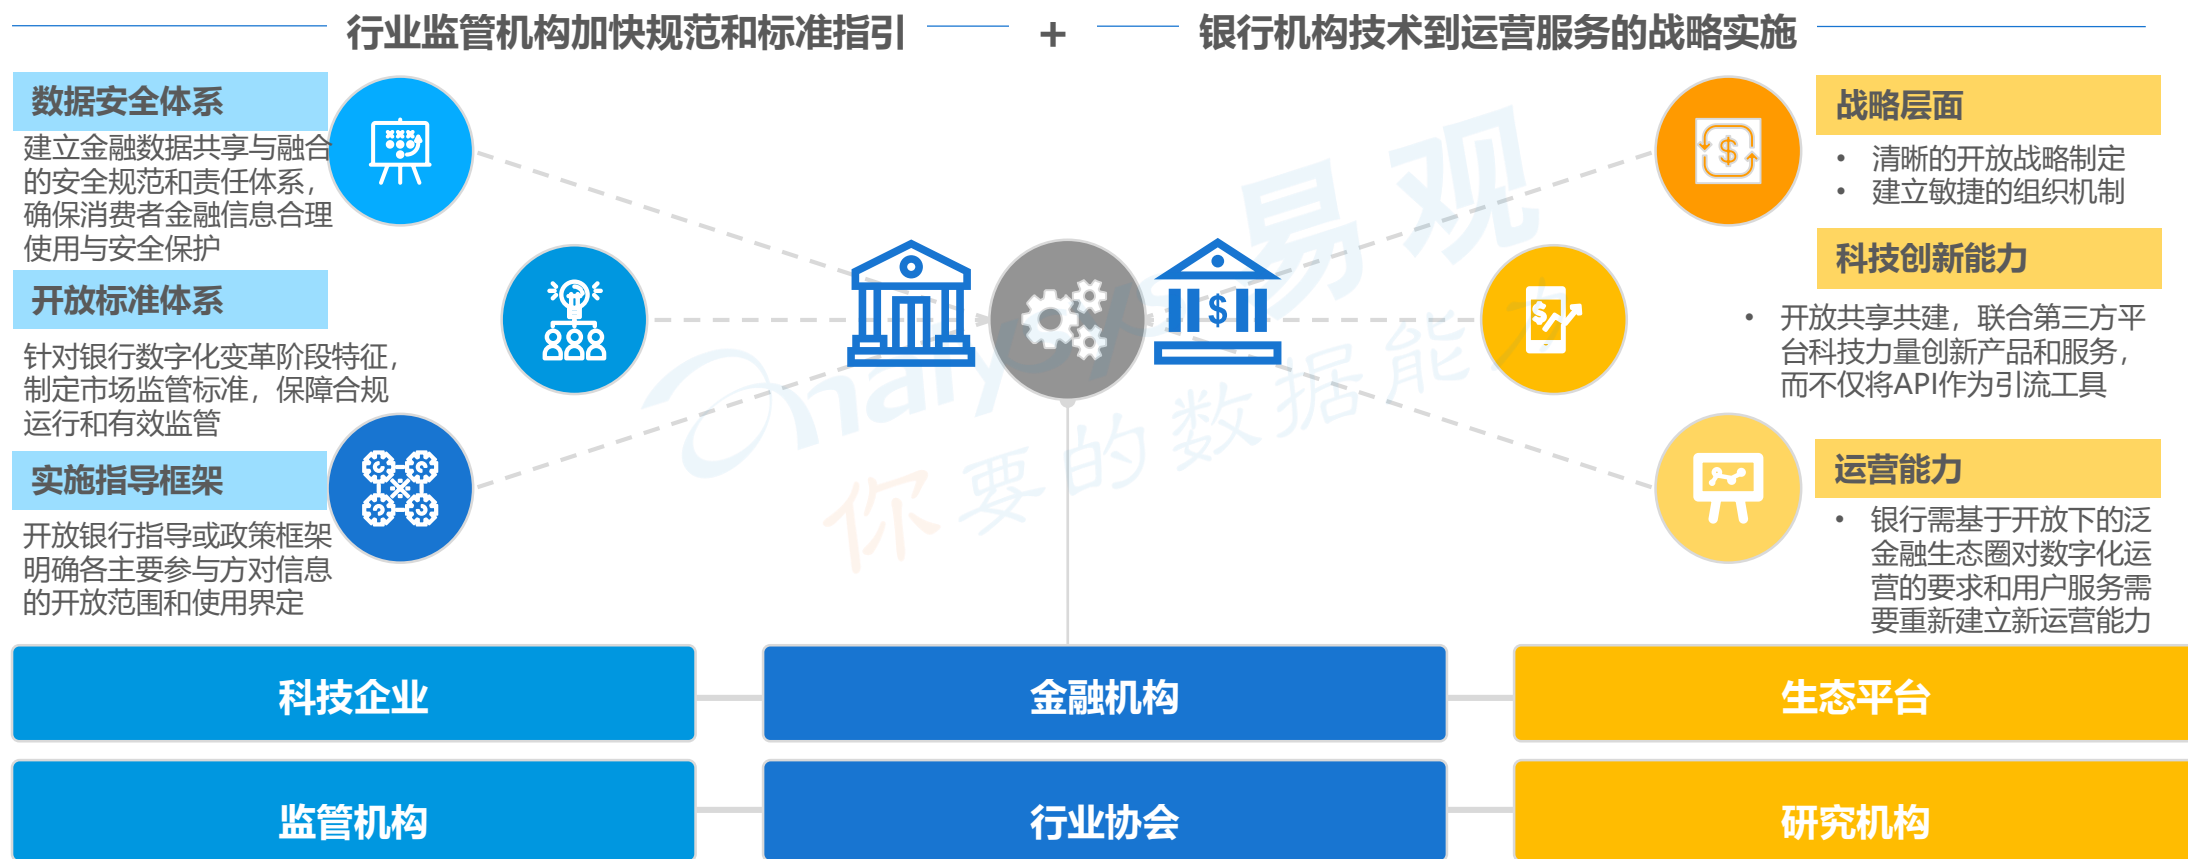 行业监管机构加快规范和标准指引
+
银行机构技术到运营服务的战略实施
数据安全体系
建立金融数据共享与融合
的安全规范和责任体系，
确保消费者金融信息合理
使用与安全保护
开放标准体系
针对银行数字化变革阶段特征，
制定市场监管标准，保障合规
运行和有效监管
实施指导框架
开放银行指导或政策框架
明确各主要参与方对信息
的开放范围和使用界定
战略层面
• 清晰的开放战略制定
• 建立敏捷的组织机制
科技创新能力
• 开放共享共建，联合第三方平
台科技力量创新产品和服务，
而不仅将API作为引流工具
运营能力
• 银行需基于开放下的泛
金融生态圈对数字化运
营的要求和用户服务需
要重新建立新运营能力
$
$
$
易观
你要的数据能力
科技企业
金融机构
生态平台
监管机构
行业协会
研究机构